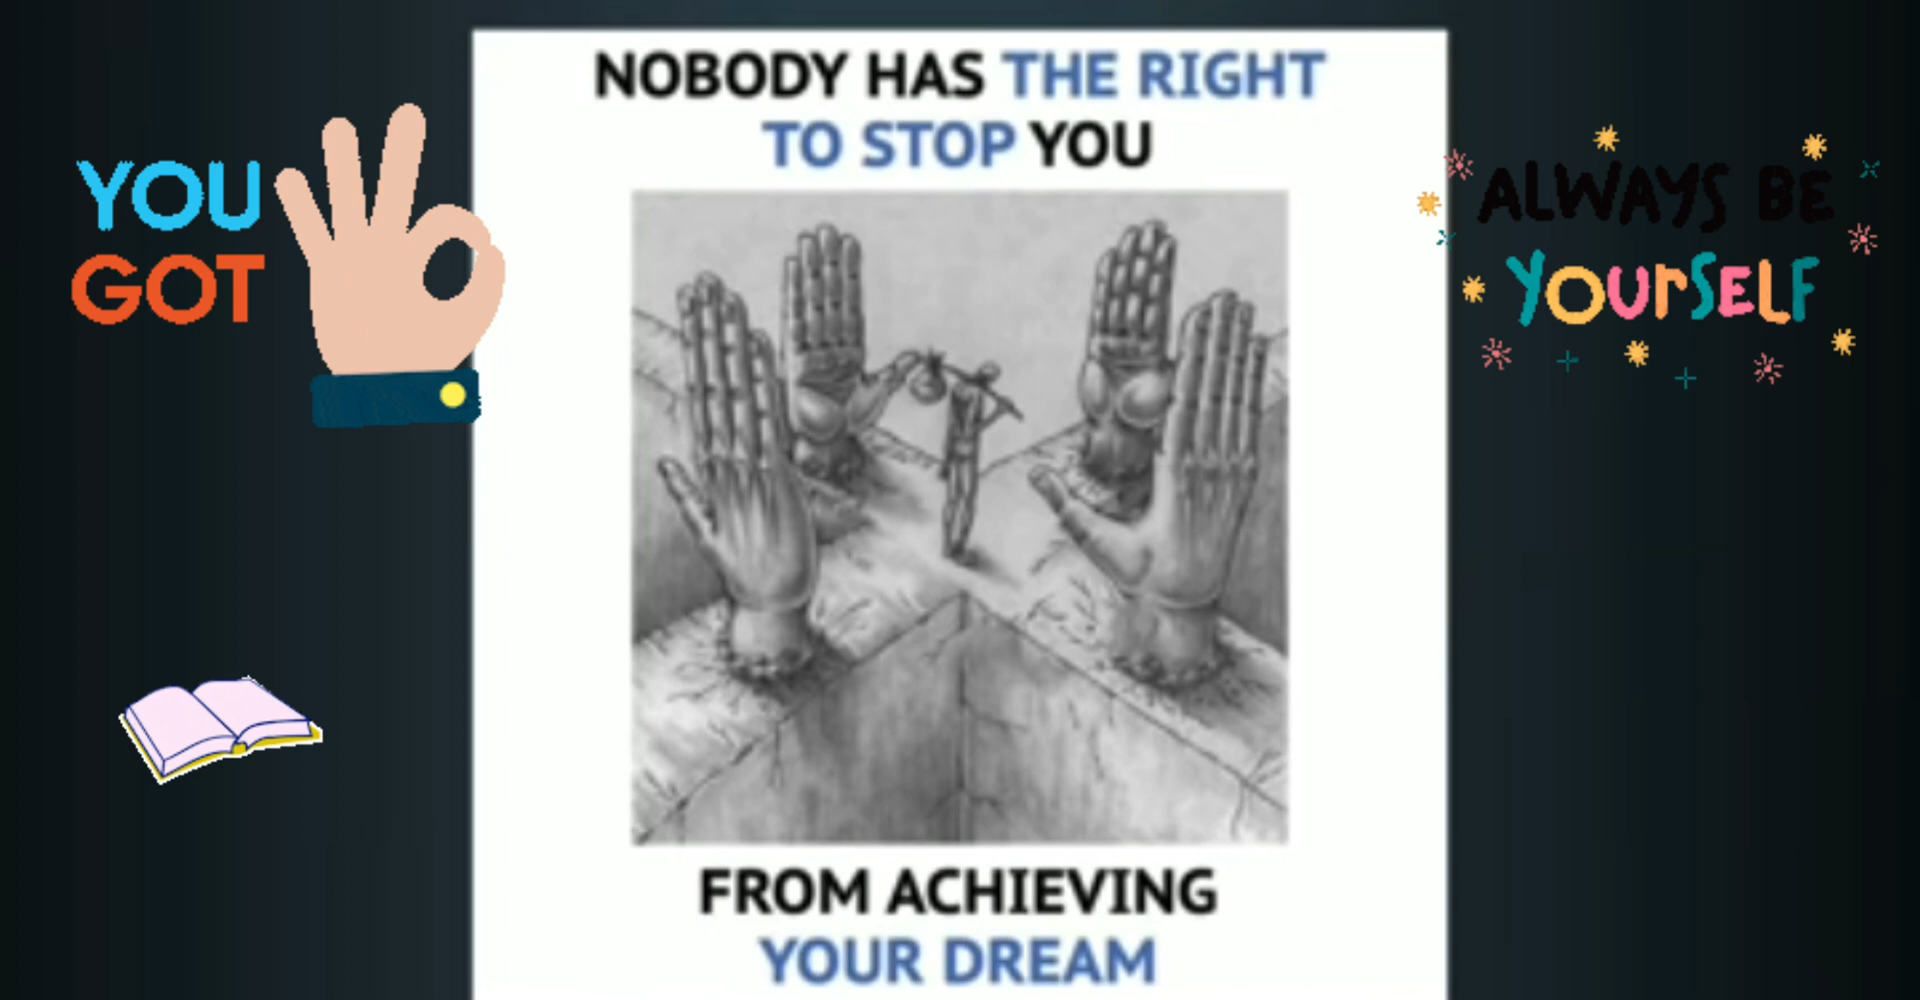 NOBODY HAS THE RIGHT
TO STOP YOU
YOU
GOT
ALWAYS BE
YOURSELF
FROM ACHIEVING
YOUR DREAM